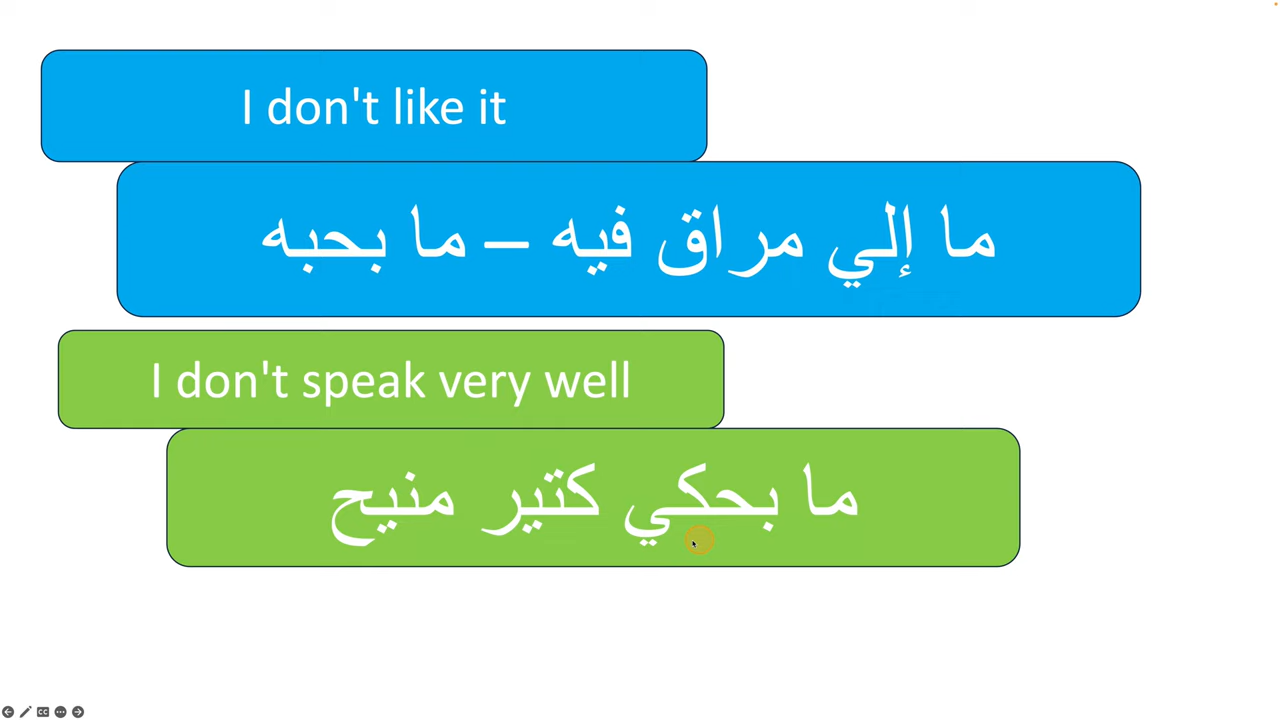 I don't like it
ما إلي مراق فيه – ما بحبه
I don't speak very well
ما بحكي كتير منيح